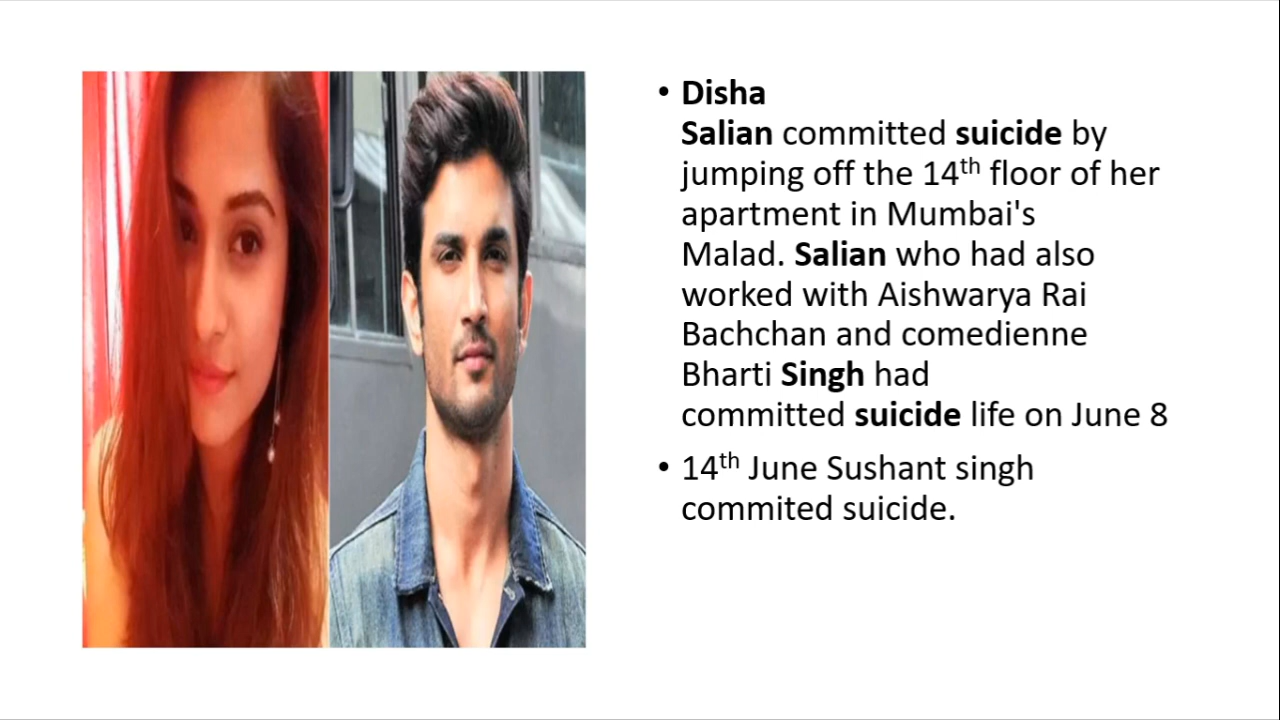 • Disha
Salian committed suicide by
jumping off the 14th floor of her
apartment in Mumbai's
Malad. Salian who had also
worked with Aishwarya Rai
Bachchan and comedienne
Bharti Singh had
committed suicide life on June 8
• 14th June Sushant singh
commited suicide.